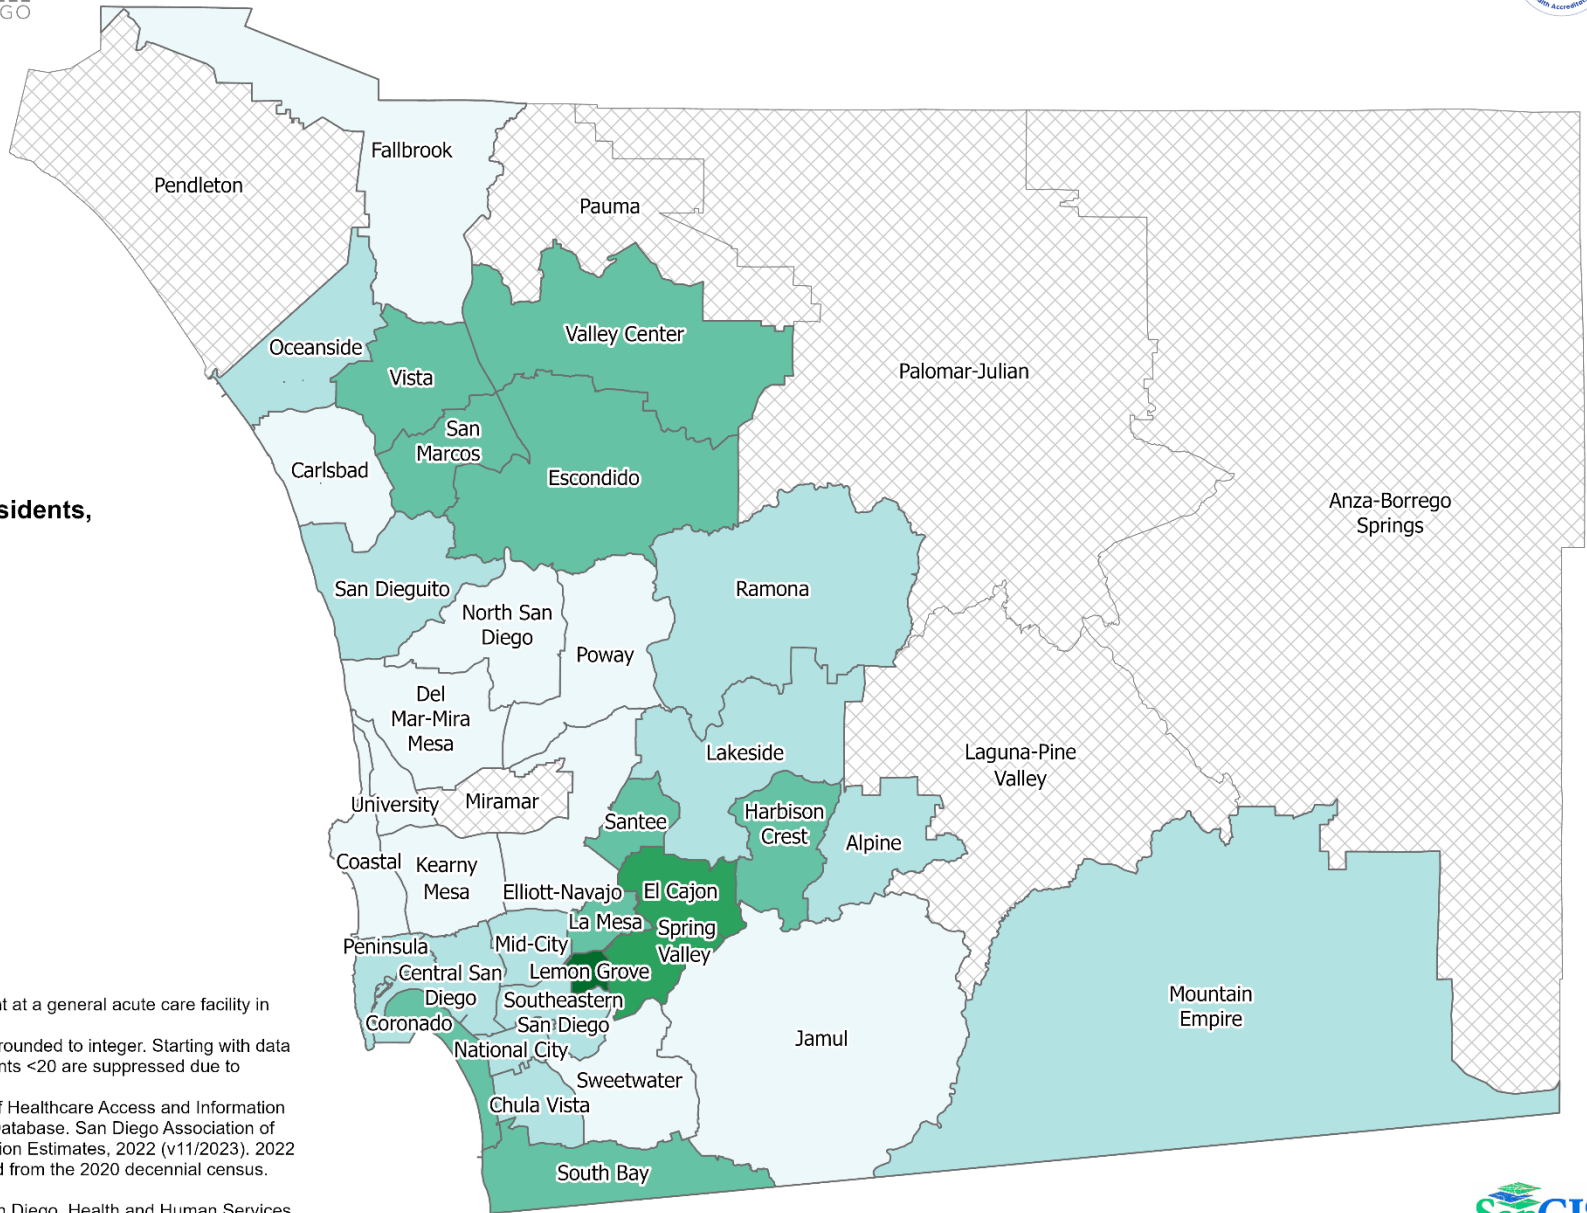 GO
Fallbrook
Pendleton
Pauma
Valley Center
Oceanside
Vista
Palomar-Julian
San
Marcos
Carlsbad
Escondido
Anza-Borrego
Springs
sidents,
San Dieguito
Ramona
North San
Diego
Poway
Del
Mar-Mira
Mesa
Lakeside
Laguna-Pine
Valley
University
Miramar
Santee
Harbison
Crest
Alpine
Coastal
Kearny
Mesa
Elliott-Navajo
El Cajon
La Mesa
Spring
Valley
Peninsula
Mid-City
Central San
Diego
Lemon Grove
Southeastern
San Diego
Coronado
National City
Mountain
Empire
Jamul
Sweetwater
Chula Vista
South Bay
nt at a general acute care facility in
rounded to integer. Starting with data
nts <20 are suppressed due to
f Healthcare Access and Information
Database. San Diego Association of
ion Estimates, 2022 (v11/2023). 2022
d from the 2020 decennial census.
n Diego, Health and Human Services
SanGIS